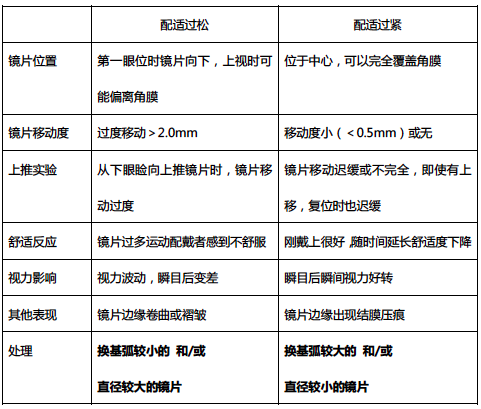 配适过松 配适过紧
镜片位置 第一眼位时镜片向下，上视时可 位于中心，可以完全覆盖角膜
能偏离角膜
镜片移动度 过度移动＞2.0mm 移动度小（＜0.5mm）或无
上推实验 从下眼睑向上推镜片时，镜片移 镜片移动迟缓或不完全，即使有上
动过度 移，复位时也迟缓
舒适反应 镜片过多运动配戴者感到不舒服 刚戴上很好，随时间延长舒适度下降
视力影响 视力波动，瞬目后变差 瞬目后瞬间视力好转
其他表现 镜片边缘卷曲或褶皱 镜片边缘出现结膜压痕
处理 换基弧较小的 和/或 换基弧较大的 和/或
直径较大的镜片 直径较小的镜片